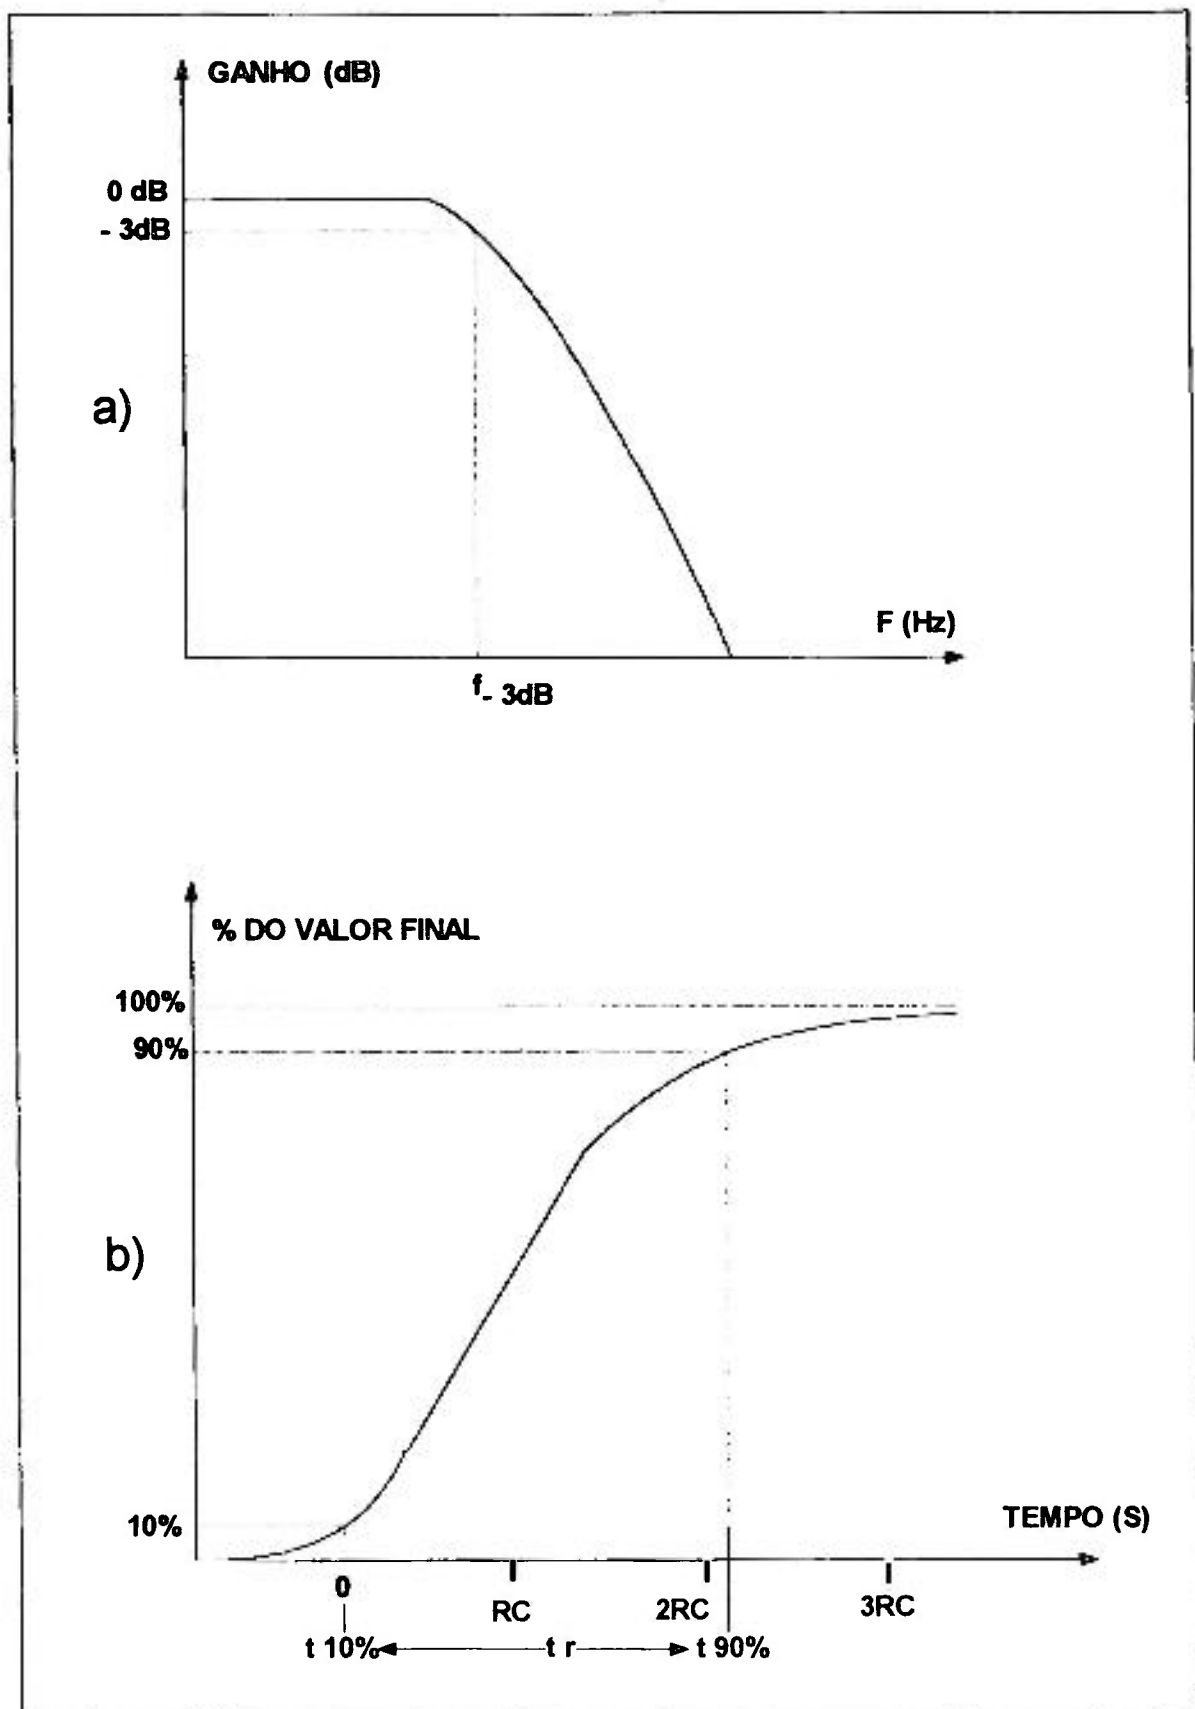 GANHO (dB)
0 dB
- 3dB
a)
F (Hz)
f- 3dB
% DO VALOR FINAL
100%
90%
b)
10%
TEMPO (S)
0
RC
2RC
3RC
t 10%
t r
t 90%